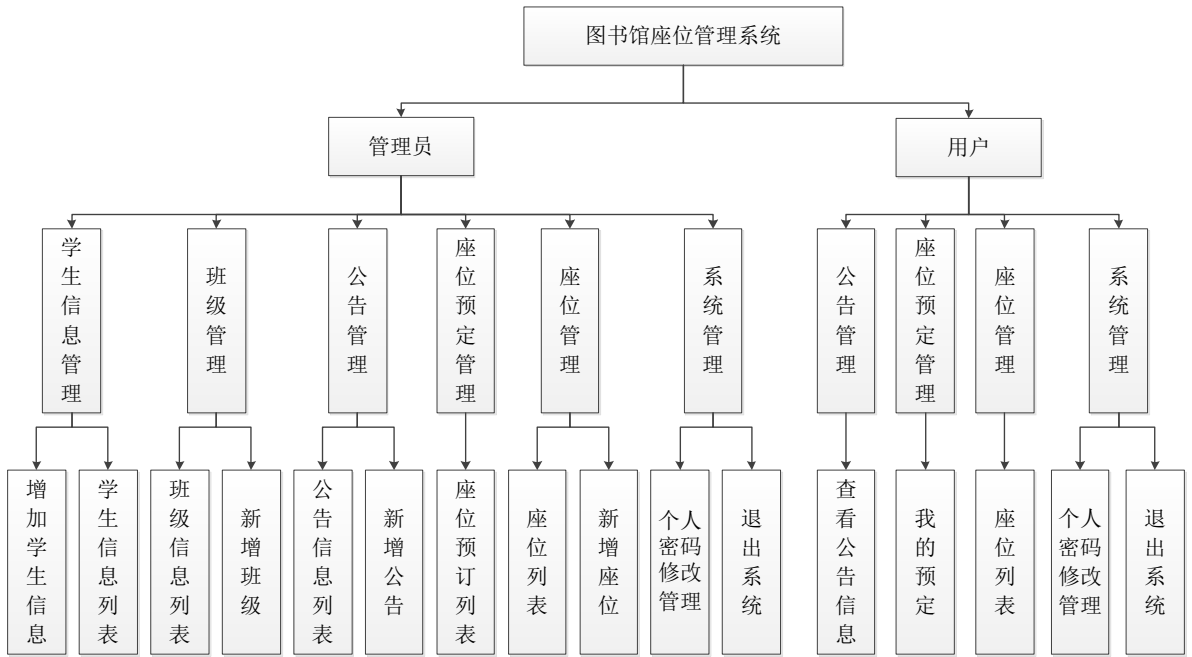 图书馆座位管理系统
管理员
用户
学生信息管理
班级管理
公告管理
座位预定管理
座位管理
系统管理
公告管理
座位预定管理
座位管理
系统管理
增加学生信息
学生信息列表
班级信息列表
新增班级
公告信息列表
新增公告
座位预订列表
座位列表
新增座位
个人密码修改管理
退出系统
查看公告信息
我的预定
座位列表
个人密码修改管理
退出系统